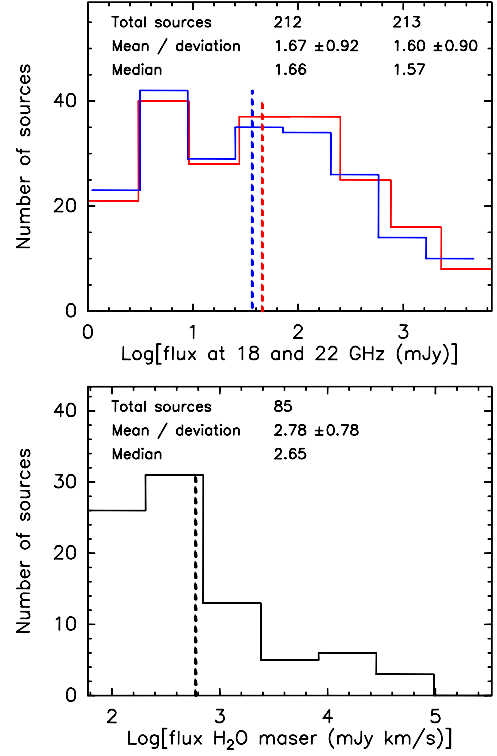 Total sources 212 213
Mean / deviation 1.67 ±0.92 1.60 ±0.90
Median 1.66 1.57
40
20
0
Number of sources
0 1 2 3
Log[flux at 18 and 22 GHz (mJy)]
Total sources 85
Mean / deviation 2.78 ±0.78
Median 2.65
40
30
20
10
0
Number of sources
2 3 4 5
Log[flux H₂O maser (mJy km/s)]